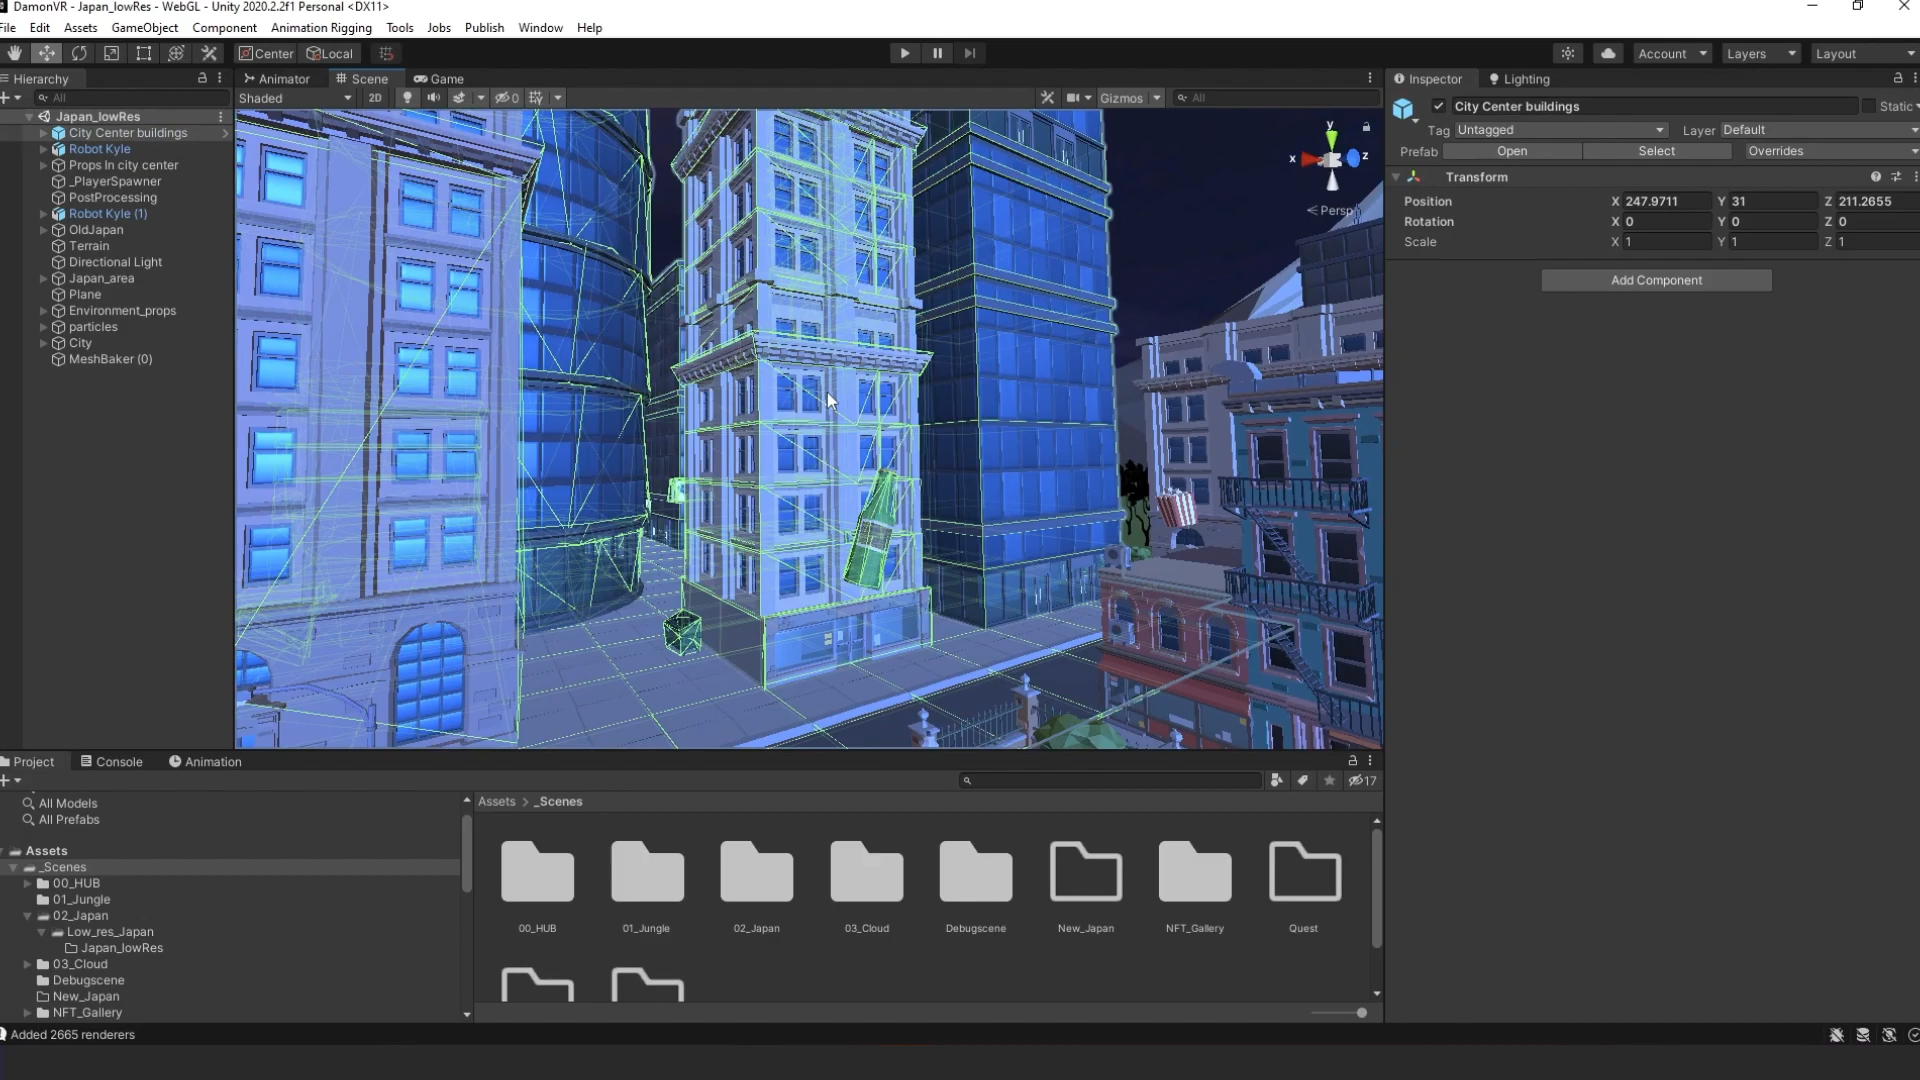 DamonVR - Japan_lowRes - WebGL - Unity 2020.2.2f1 Personal <DX11>
File Edit Assets GameObject Component Animation Rigging Tools Jobs Publish Window Help
Center Local Account Layers Layout
Hierarchy Animator Scene Game Inspector Lighting
All Shaded 2D 0 Gizmos All
Japan_lowRes
City Center buildings
Robot Kyle
Props In city center
_PlayerSpawner
PostProcessing
Robot Kyle (1)
OldJapan
Terrain
Directional Light
Japan_area
Plane
Environment_props
particles
City
MeshBaker (0)
y
x z
Persp
City Center buildings Static
Tag Untagged Layer Default
Prefab Open Select Overrides
Transform
Position X 247.9711 Y 31 Z 211.2655
Rotation X 0 Y 0 Z 0
Scale X 1 Y 1 Z 1
Add Component
Project Console Animation
17
All Models
All Prefabs
Assets
_Scenes
00_HUB
01_Jungle
02_Japan
Low_res_Japan
Japan_lowRes
03_Cloud
Debugscene
New_Japan
NFT_Gallery
Assets > _Scenes
00_HUB 01_Jungle 02_Japan 03_Cloud Debugscene New_Japan NFT_Gallery Quest
Added 2665 renderers